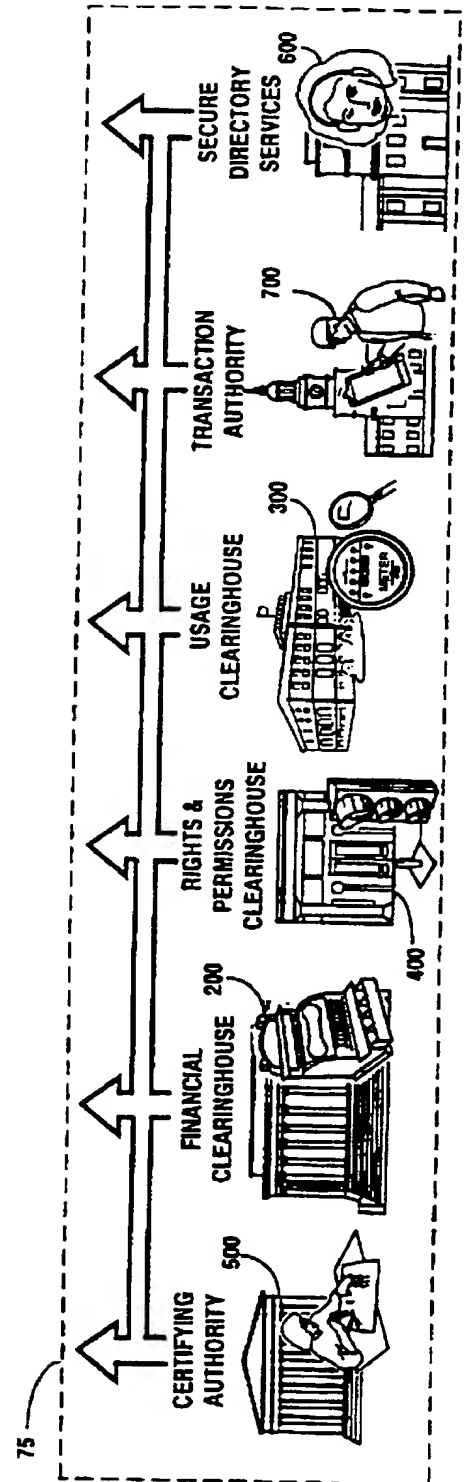 75
CERTIFYING
AUTHORITY
500
FINANCIAL
CLEARINGHOUSE
200
RIGHTS &
PERMISSIONS
CLEARINGHOUSE
400
USAGE
CLEARINGHOUSE
300
METER
TRANSACTION
AUTHORITY
700
SECURE
DIRECTORY
SERVICES
600